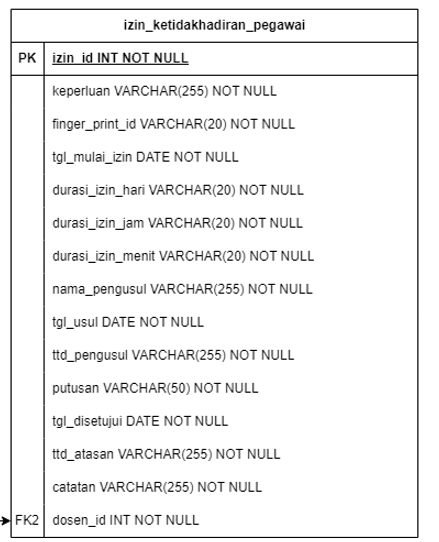 izin_ketidakhadiran_pegawai
PK izin_id INT NOT NULL
keperluan VARCHAR(255) NOT NULL
finger_print_id VARCHAR(20) NOT NULL
tgl_mulai_izin DATE NOT NULL
durasi_izin_hari VARCHAR(20) NOT NULL
durasi_izin_jam VARCHAR(20) NOT NULL
durasi_izin_menit VARCHAR(20) NOT NULL
nama_pengusul VARCHAR(255) NOT NULL
tgl_usul DATE NOT NULL
ttd_pengusul VARCHAR(255) NOT NULL
putusan VARCHAR(50) NOT NULL
tgl_disetujui DATE NOT NULL
ttd_atasan VARCHAR(255) NOT NULL
catatan VARCHAR(255) NOT NULL
FK2 dosen_id INT NOT NULL